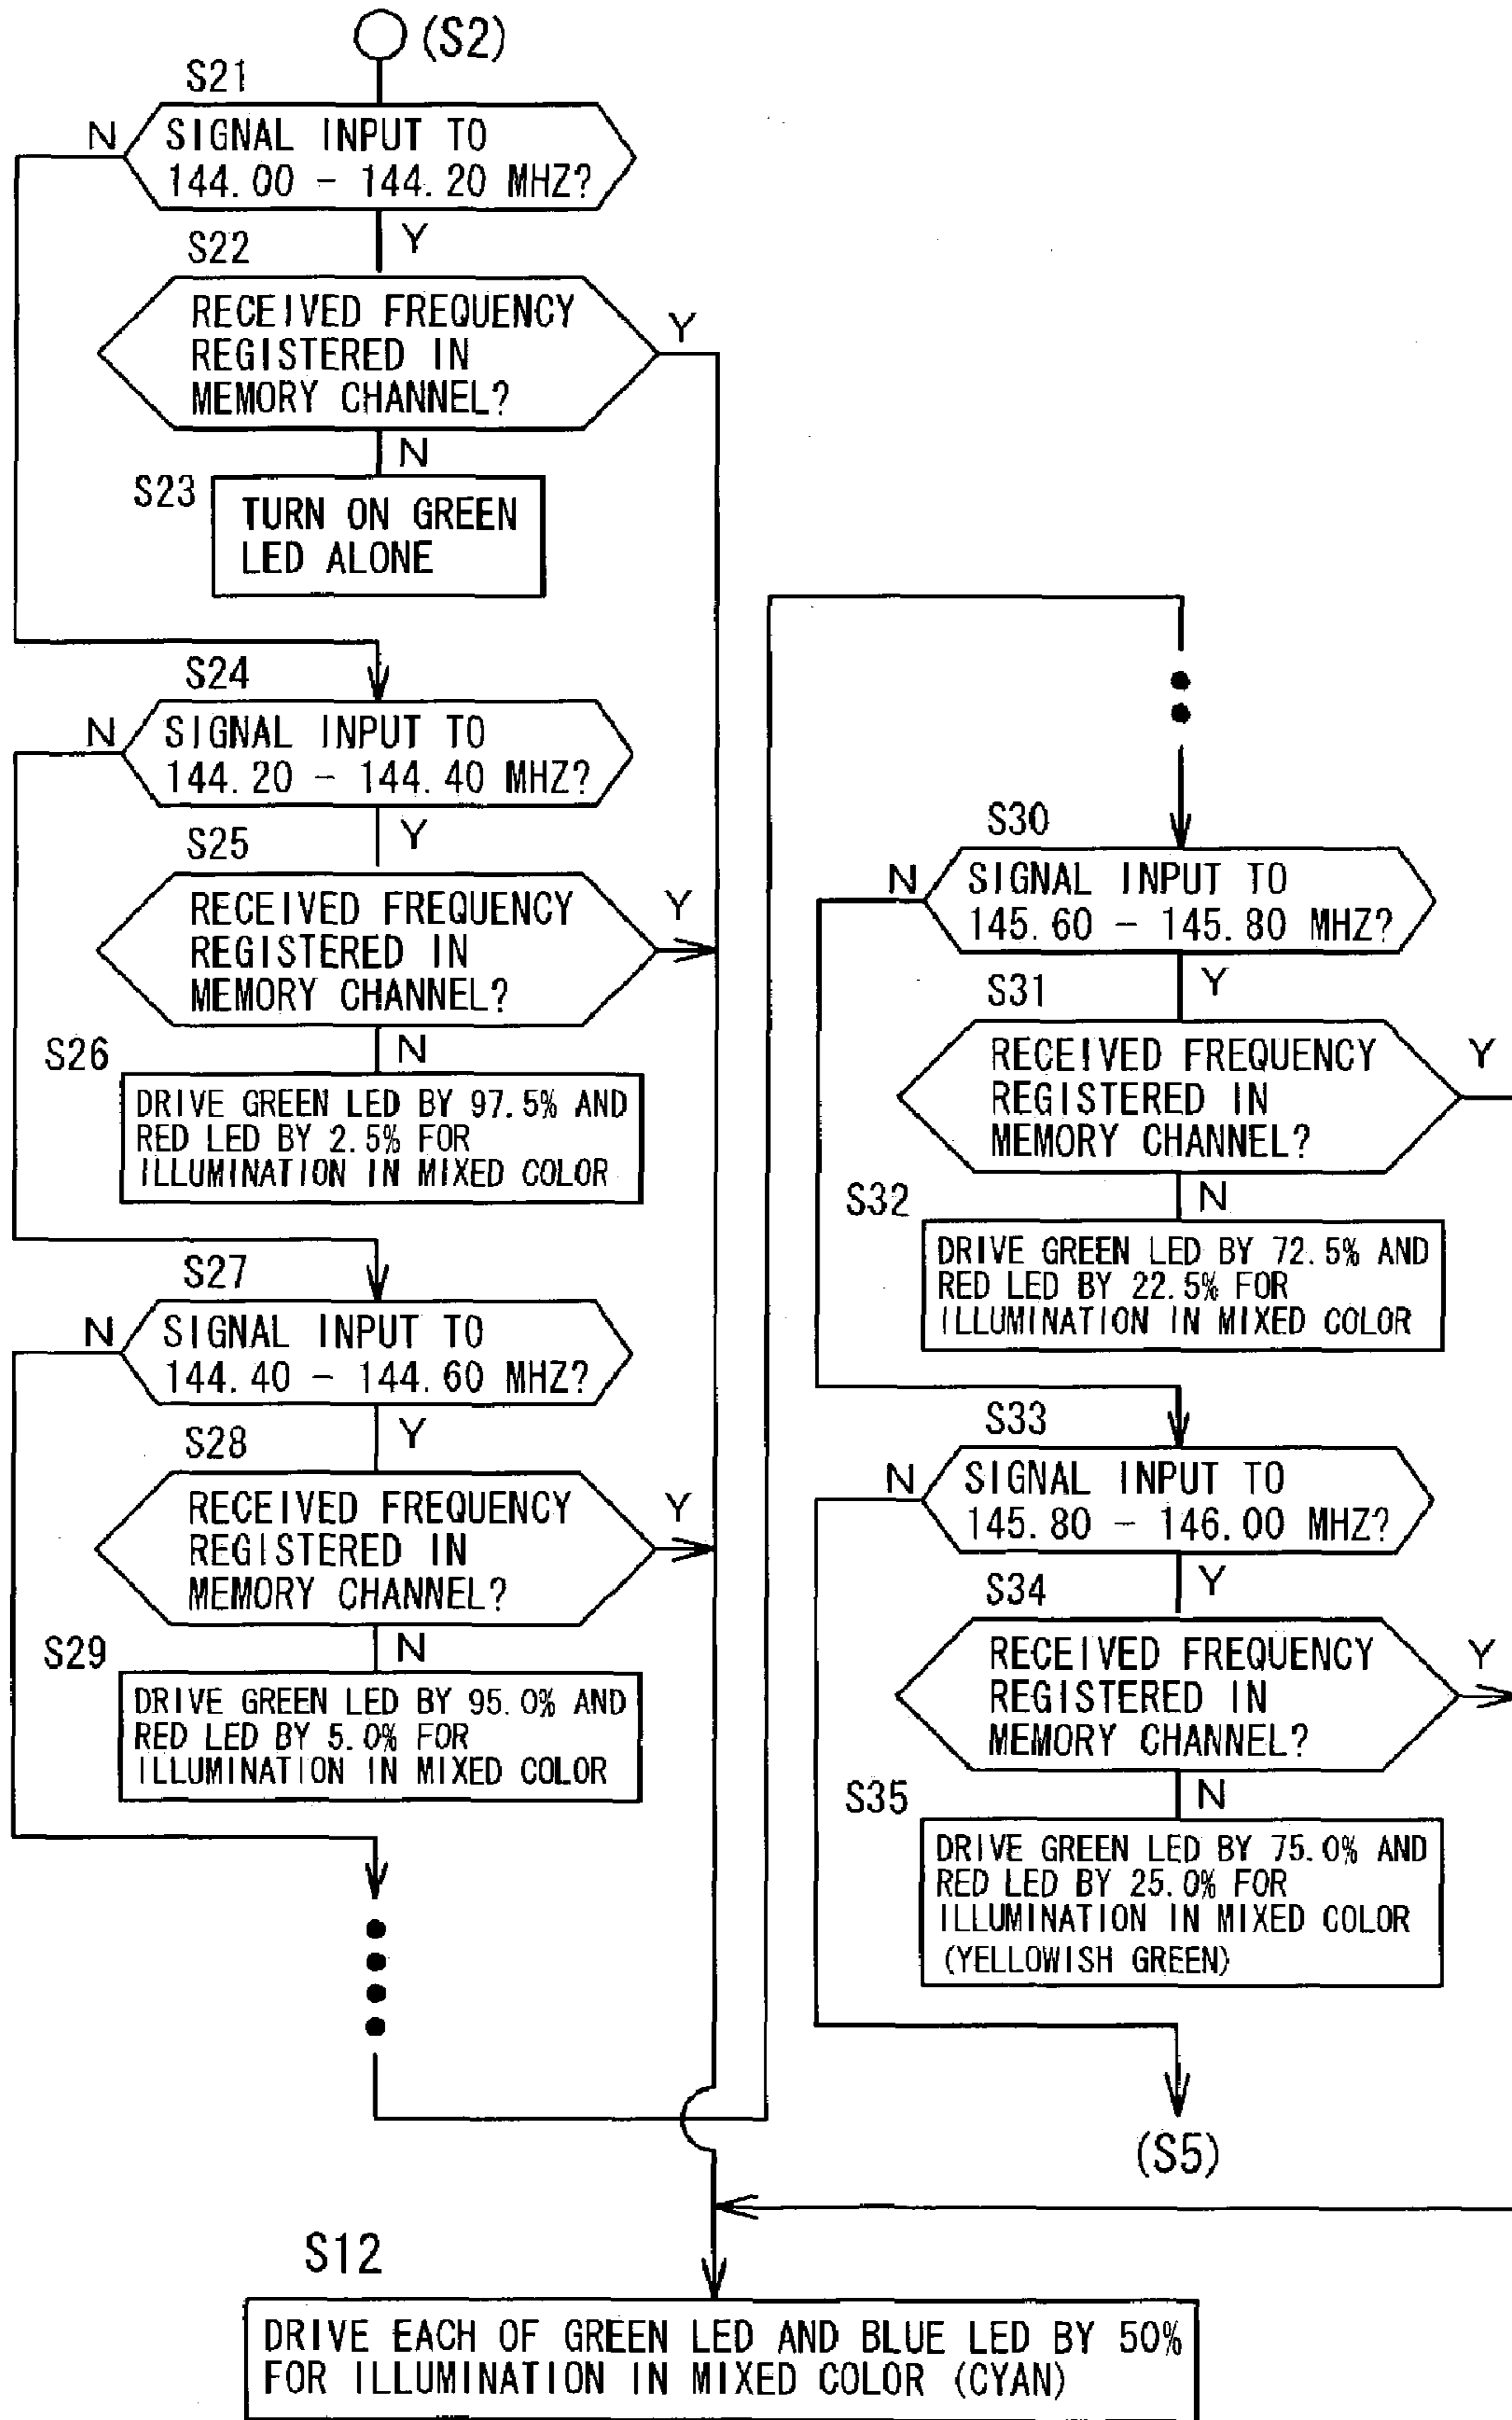 (S2)
S21
N
SIGNAL INPUT TO
144.00 - 144.20 MHZ?
Y
S22
RECEIVED FREQUENCY
REGISTERED IN
MEMORY CHANNEL?
Y
N
S23
TURN ON GREEN
LED ALONE
S24
N
SIGNAL INPUT TO
144.20 - 144.40 MHZ?
Y
S25
RECEIVED FREQUENCY
REGISTERED IN
MEMORY CHANNEL?
Y
N
S26
DRIVE GREEN LED BY 97.5% AND
RED LED BY 2.5% FOR
ILLUMINATION IN MIXED COLOR
S27
N
SIGNAL INPUT TO
144.40 - 144.60 MHZ?
Y
S28
RECEIVED FREQUENCY
REGISTERED IN
MEMORY CHANNEL?
Y
N
S29
DRIVE GREEN LED BY 95.0% AND
RED LED BY 5.0% FOR
ILLUMINATION IN MIXED COLOR
S30
N
SIGNAL INPUT TO
145.60 - 145.80 MHZ?
Y
S31
RECEIVED FREQUENCY
REGISTERED IN
MEMORY CHANNEL?
Y
N
S32
DRIVE GREEN LED BY 72.5% AND
RED LED BY 22.5% FOR
ILLUMINATION IN MIXED COLOR
S33
N
SIGNAL INPUT TO
145.80 - 146.00 MHZ?
Y
S34
RECEIVED FREQUENCY
REGISTERED IN
MEMORY CHANNEL?
Y
N
S35
DRIVE GREEN LED BY 75.0% AND
RED LED BY 25.0% FOR
ILLUMINATION IN MIXED COLOR
(YELLOWISH GREEN)
(S5)
S12
DRIVE EACH OF GREEN LED AND BLUE LED BY 50%
FOR ILLUMINATION IN MIXED COLOR (CYAN)